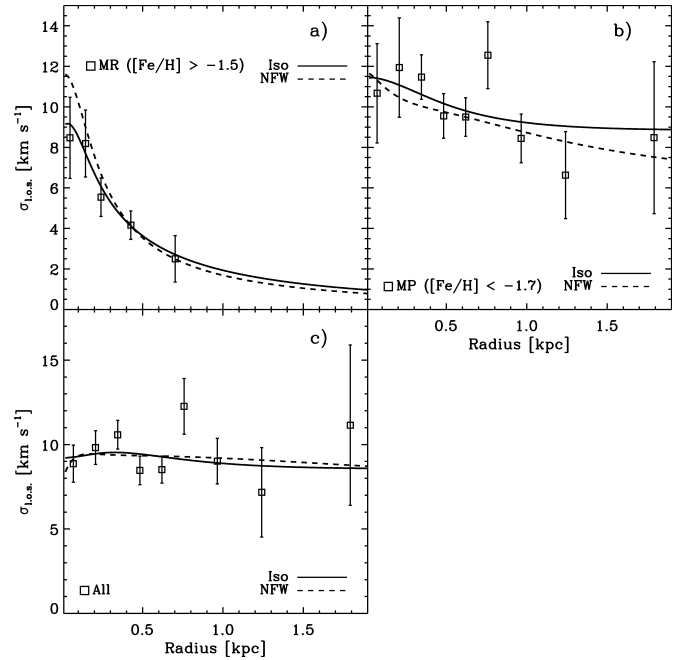 a)
MR ([Fe/H] > −1.5)
Iso
NFW
14
12
10
8
6
4
2
0
σl.o.s. [km s−1]
b)
Iso
MP ([Fe/H] < −1.7)
NFW
0.5 1.0 1.5
Radius [kpc]
c)
15
10
5
0
σl.o.s. [km s−1]
Iso
All
NFW
0.5 1.0 1.5
Radius [kpc]